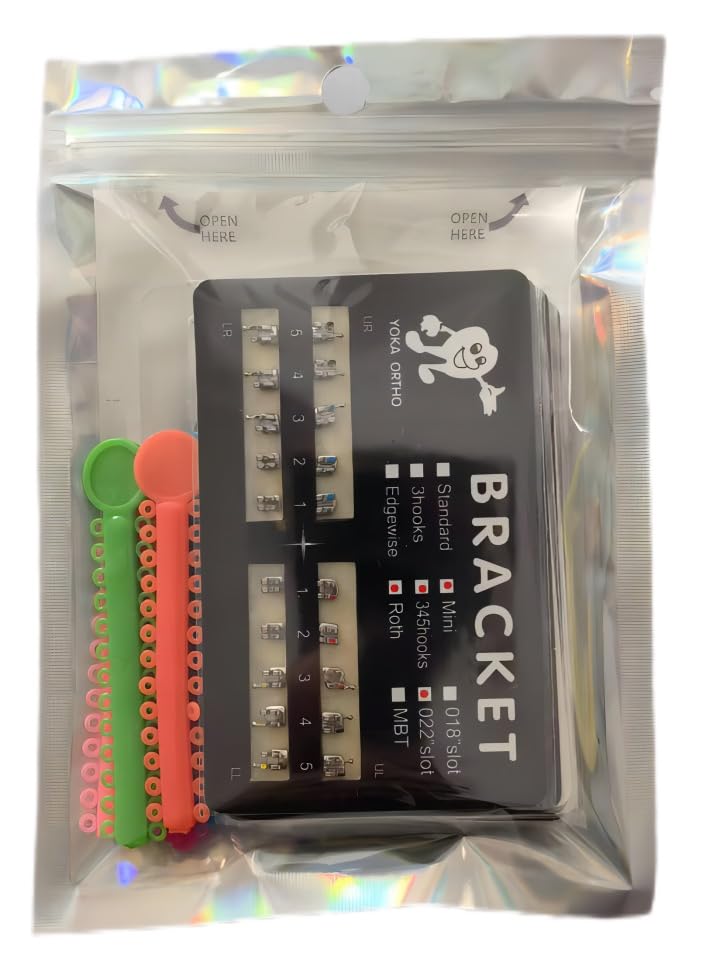 OPEN
HERE
OPEN
HERE
YOKA ORTHO
BRACKET
Standard Mini 018"slot
3hooks 345hooks 022"slot
Edgewise Roth MBT
UR UL
5 4 3 2 1 1. 2 3 4 5
LR LL